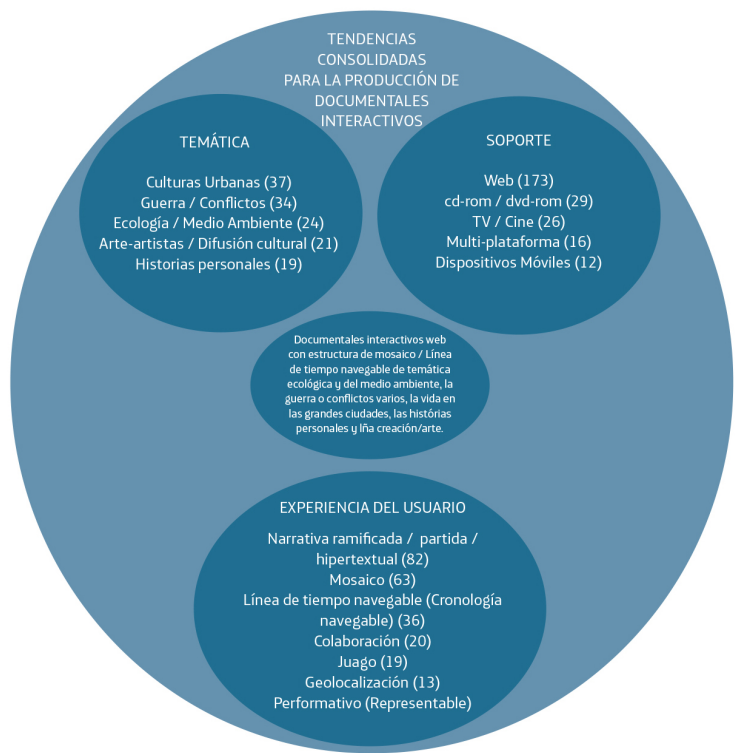 TENDENCIAS
CONSOLIDADAS
PARA LA PRODUCCIÓN DE
DOCUMENTALES
INTERACTIVOS
TEMÁTICA
Culturas Urbanas (37)
Guerra / Conflictos (34)
Ecología / Medio Ambiente (24)
Arte-artistas / Difusión cultural (21)
Historias personales (19)
SOPORTE
Web (173)
cd-rom / dvd-rom (29)
TV / Cine (26)
Multi-plataforma (16)
Dispositivos Móviles (12)
Documentales interactivos web
con estructura de mosaico / Línea
de tiempo navegable de temática
ecológica y del medio ambiente, la
guerra o conflictos varios, la vida en
las grandes ciudades, las histórias
personales y lña creación/arte.
EXPERIENCIA DEL USUARIO
Narrativa ramificada / partida /
hipertextual (82)
Mosaico (63)
Línea de tiempo navegable (Cronología
navegable) (36)
Colaboración (20)
Juago (19)
Geolocalización (13)
Performativo (Representable)